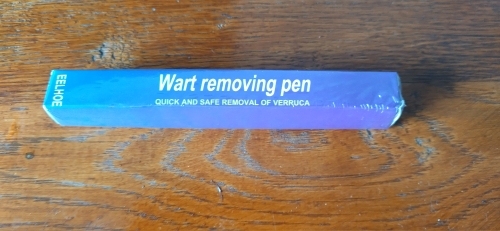 EELHOE
Wart removing pen
QUICK AND SAFE REMOVAL OF VERRUCA